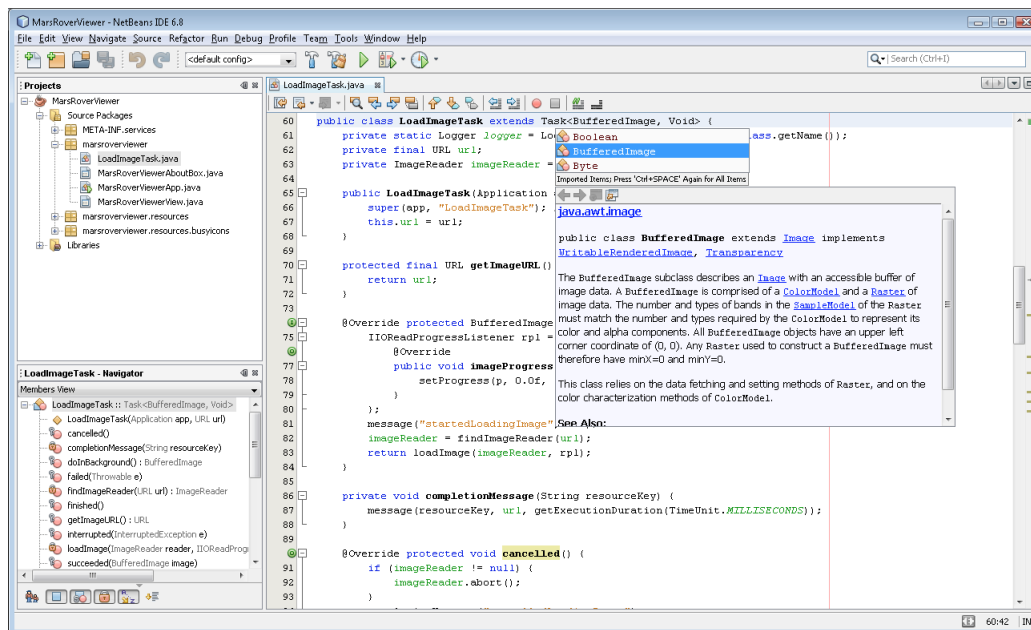 MarsRoverViewer - NetBeans IDE 6.8
File Edit View Navigate Source Refactor Run Debug Profile Team Tools Window Help
<default config>
Search (Ctrl+I)
Projects
MarsRoverViewer
Source Packages
META-INF.services
marsroverviewer
LoadImageTask.java
MarsRoverViewerAboutBox.java
MarsRoverViewerApp.java
MarsRoverViewerView.java
marsroverviewer.resources
marsroverviewer.resources.busyicons
Libraries
LoadImageTask - Navigator
Members View
LoadImageTask :: Task<BufferedImage, Void>
LoadImageTask(Application app, URL url)
cancelled()
completionMessage(String resourceKey)
doInBackground() : BufferedImage
failed(Throwable e)
findImageReader(URL url) : ImageReader
finished()
getImageURL() : URL
interrupted(InterruptedException e)
loadImage(ImageReader reader, IIOReadProg
succeeded(BufferedImage image)
LoadImageTask.java
60 public class LoadImageTask extends Task<BufferedImage, Void> {
61 private static Logger logger = Lo lass.getName());
62 private final URL url;
63 private ImageReader imageReader =
64
65 public LoadImageTask(Application
66 super(app, "LoadImageTask");
67 this.url = url;
68 }
69
70 protected final URL getImageURL()
71 return url;
72 }
73
@Override protected BufferedImage
75 IIOReadProgressListener rpl =
@Override
77 public void imageProgress
78 setProgress(p, 0.0f,
79 }
80 };
81 message("startedLoadingImage"
82 imageReader = findImageReader(url);
83 return loadImage(imageReader, rpl);
84 }
85
86 private void completionMessage(String resourceKey) {
87 message(resourceKey, url, getExecutionDuration(TimeUnit.MILLISECONDS));
88 }
89
@Override protected void cancelled() {
91 if (imageReader != null) {
92 imageReader.abort();
93 }
Boolean
BufferedImage
Byte
Imported Items; Press 'Ctrl+SPACE' Again for All Items
java.awt.image
public class BufferedImage extends Image implements
WritableRenderedImage, Transparency
The BufferedImage subclass describes an Image with an accessible buffer of
image data. A BufferedImage is comprised of a ColorModel and a Raster of
image data. The number and types of bands in the SampleModel of the Raster
must match the number and types required by the ColorModel to represent its
color and alpha components. All BufferedImage objects have an upper left
corner coordinate of (0, 0). Any Raster used to construct a BufferedImage must
therefore have minX=0 and minY=0.
This class relies on the data fetching and setting methods of Raster, and on the
color characterization methods of ColorModel.
See Also:
60:42 IN